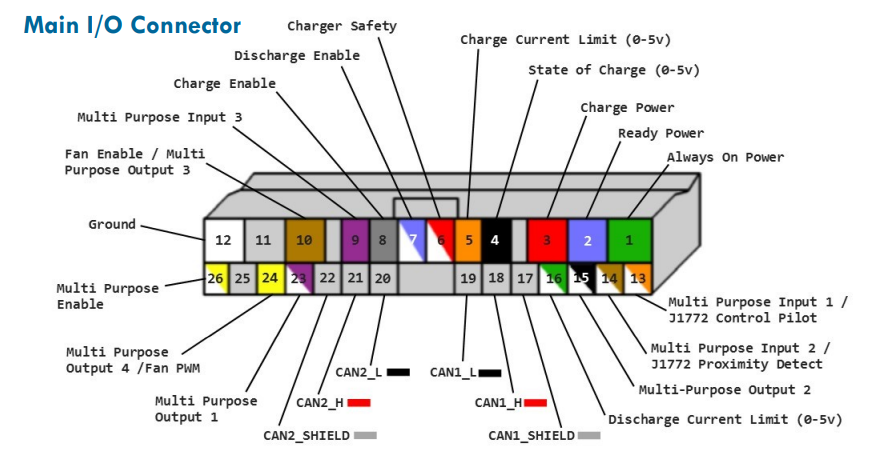 Main I/O Connector
Charger Safety
Charge Current Limit (0-5v)
Discharge Enable
State of Charge (0-5v)
Charge Enable
Charge Power
Multi Purpose Input 3
Ready Power
Fan Enable / Multi
Purpose Output 3
Always On Power
Ground
12 11 10 9 8 7 6 5 4 3 2 1
26 25 24 23 22 21 20 19 18 17 16 15 14 13
Multi Purpose
Enable
Multi Purpose Input 1 /
J1772 Control Pilot
Multi Purpose
Output 4 /Fan PWM
Multi Purpose Input 2 /
J1772 Proximity Detect
CAN2_L
CAN1_L
Multi-Purpose Output 2
Multi Purpose
Output 1
CAN2_H
CAN1_H
Discharge Current Limit (0-5v)
CAN2_SHIELD
CAN1_SHIELD